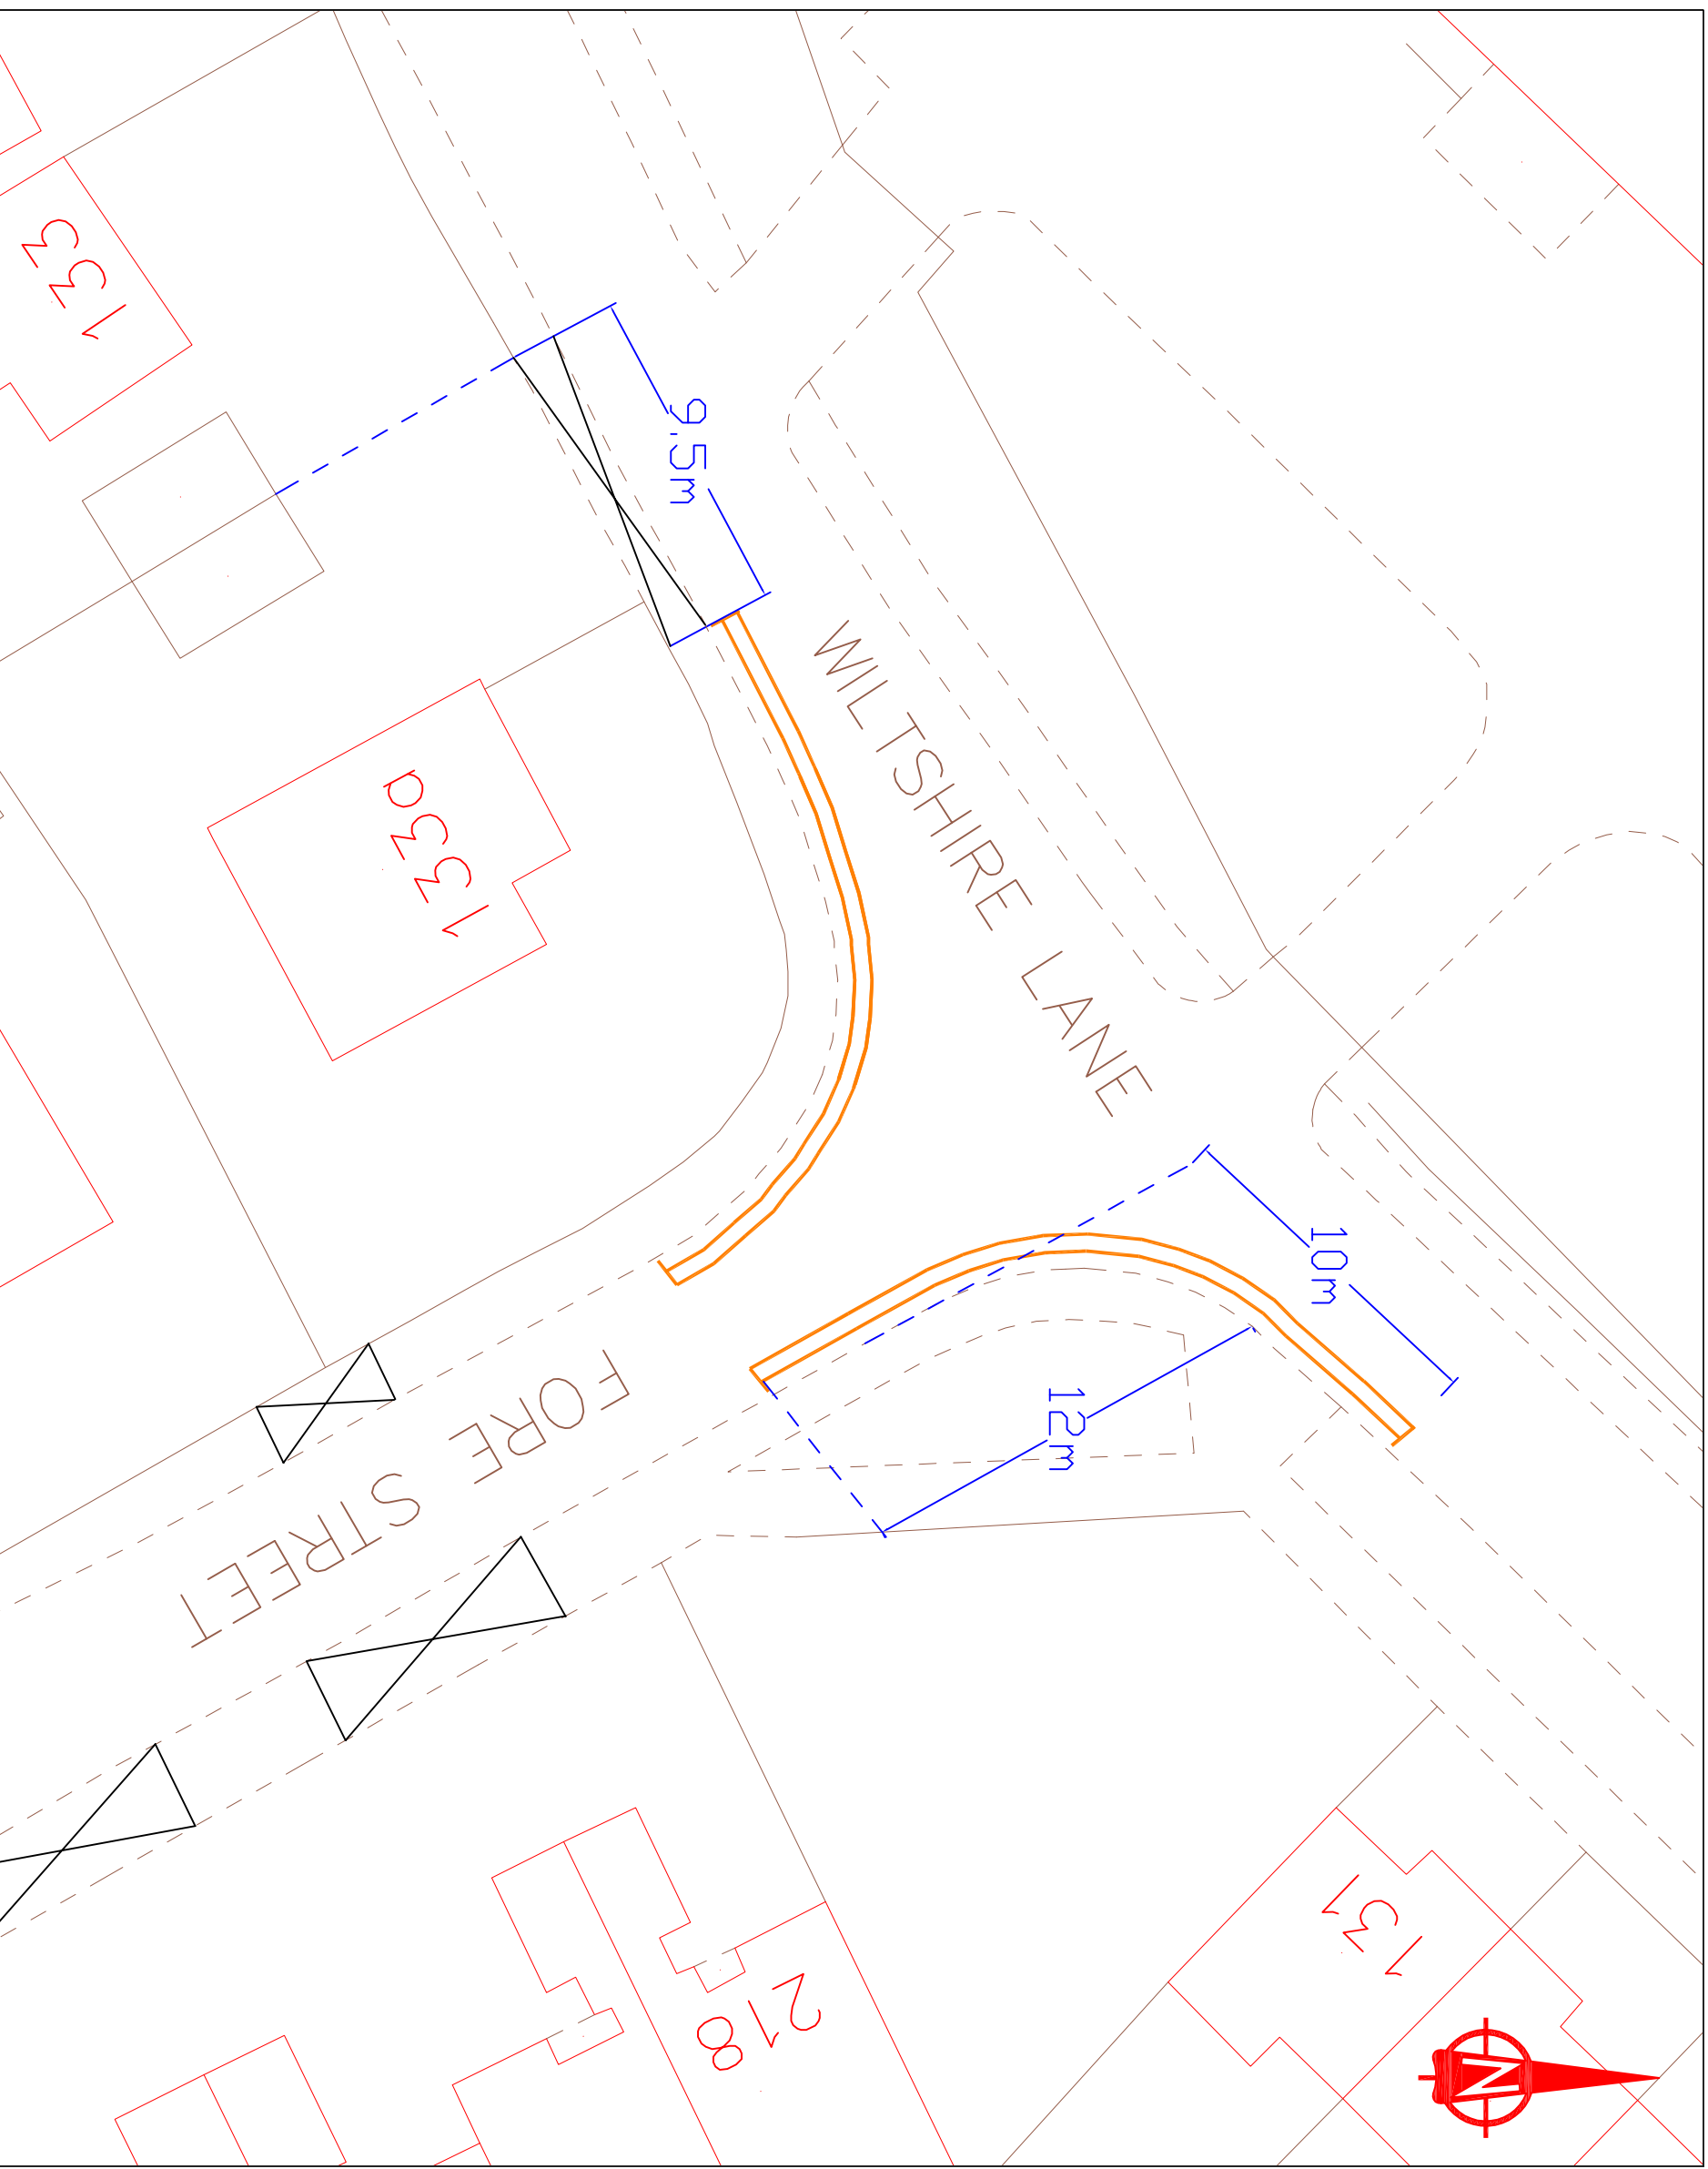 133
9.5m
WILTSHIRE LANE
133a
10m
12m
FORE STREET
218
131
N